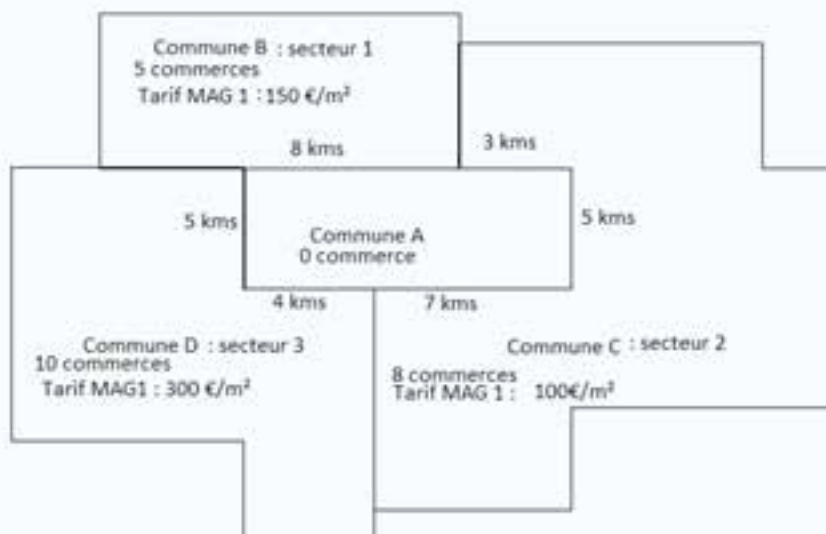 Commune B : secteur 1
5 commerces
Tarif MAG 1 : 150 €/m²
8 kms
3 kms
5 kms
Commune A
0 commerce
5 kms
4 kms
7 kms
Commune D : secteur 3
10 commerces
Tarif MAG1 : 300 €/m²
Commune C : secteur 2
8 commerces
Tarif MAG 1 : 100€/m²